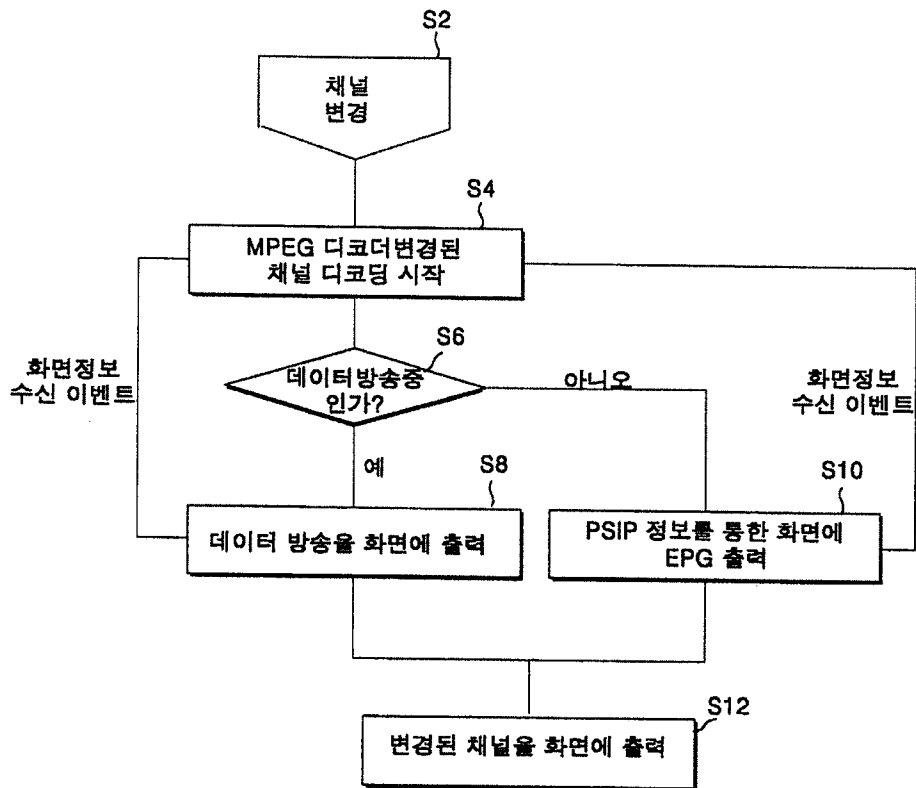 S2
채널
변경
S4
MPEG 디코더변경된
채널 디코딩 시작
S6
데이터방송중
인가?
아니오
화면정보
수신 이벤트
화면정보
수신 이벤트
예
S8
S10
데이터 방송을 화면에 출력
PSIP 정보를 통한 화면에
EPG 출력
S12
변경된 채널을 화면에 출력